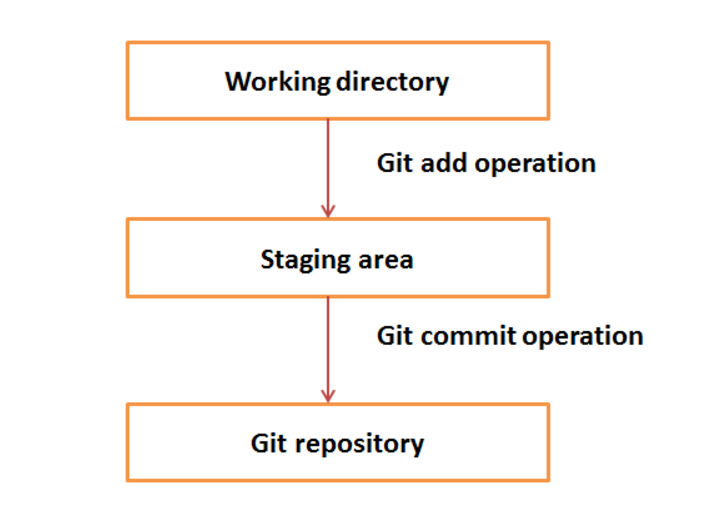 Working directory
Git add operation
Staging area
Git commit operation
Git repository